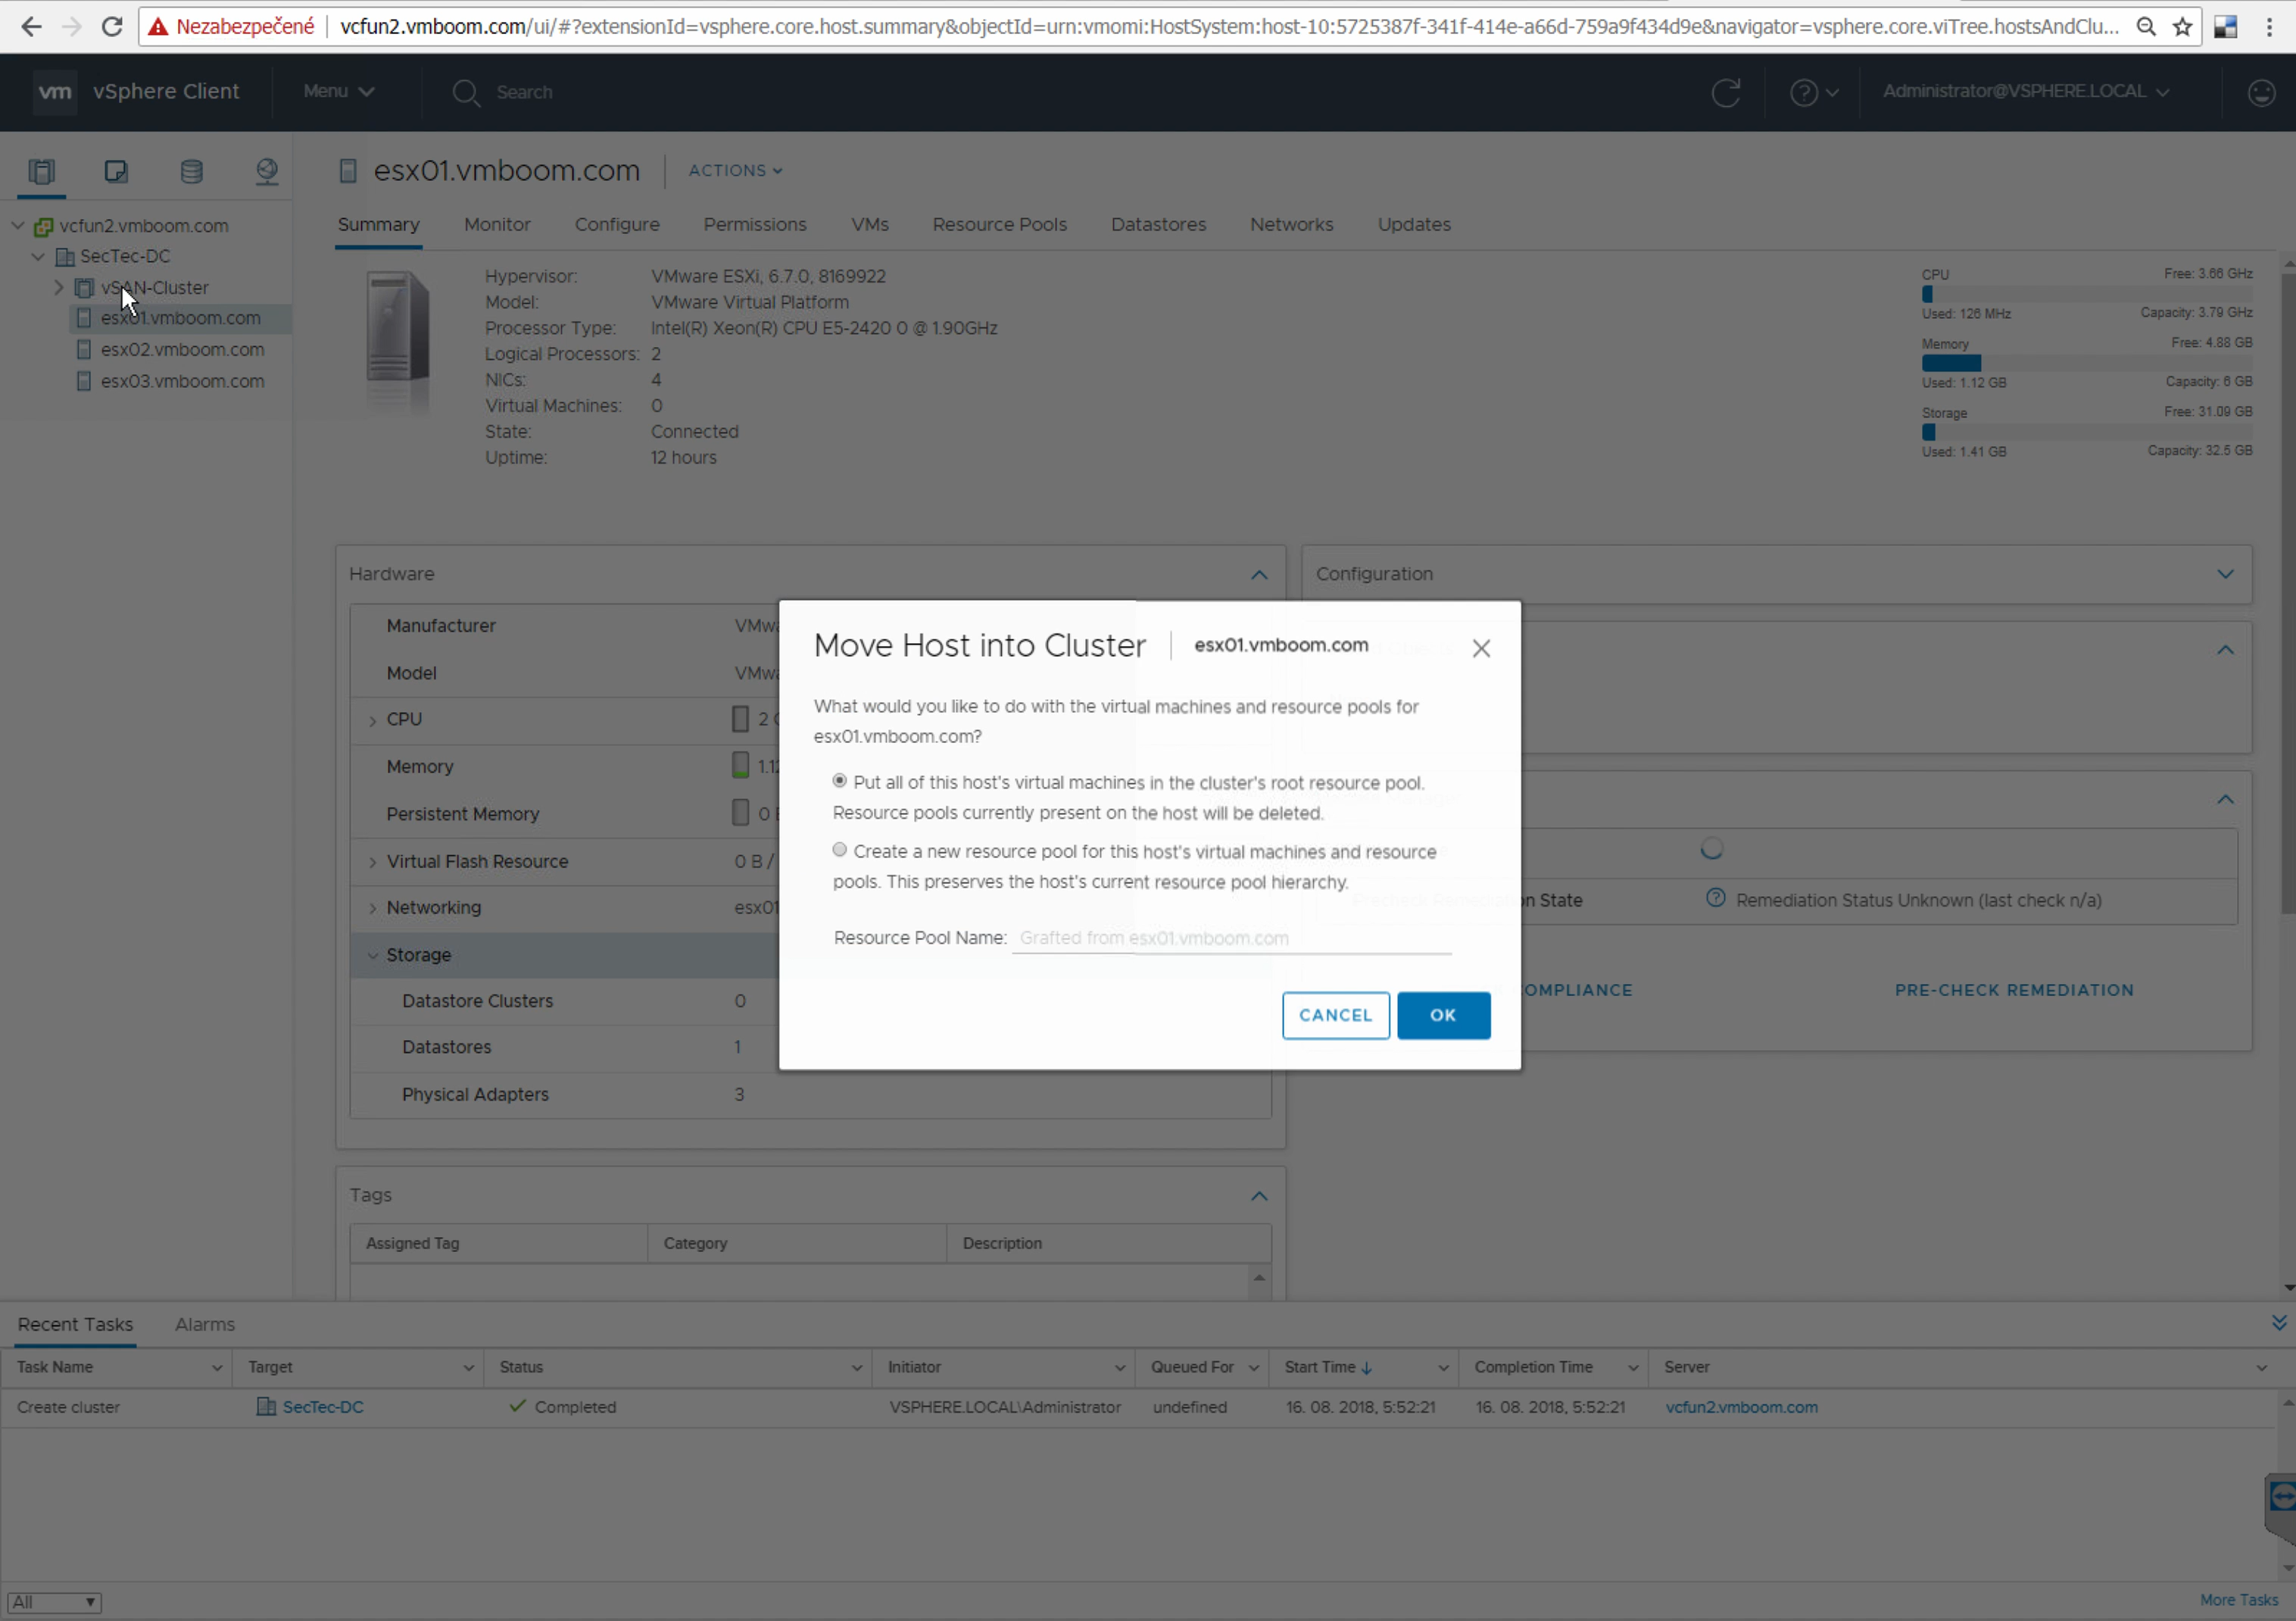 Nezabezpečené vcfun2.vmboom.com/ui/#?extensionId=vsphere.core.host.summary&objectId=urn:vmomi:HostSystem:host-10:5725387f-341f-414e-a66d-759a9f434d9e&navigator=vsphere.core.viTree.hostsAndClu...
vm vSphere Client Menu Search Administrator@VSPHERE.LOCAL
esx01.vmboom.com ACTIONS
Summary Monitor Configure Permissions VMs Resource Pools Datastores Networks Updates
vcfun2.vmboom.com
SecTec-DC
vSAN-Cluster
esx01.vmboom.com
esx02.vmboom.com
esx03.vmboom.com
Hypervisor: VMware ESXi, 6.7.0, 8169922
Model: VMware Virtual Platform
Processor Type: Intel(R) Xeon(R) CPU E5-2420 0 @ 1.90GHz
Logical Processors: 2
NICs: 4
Virtual Machines: 0
State: Connected
Uptime: 12 hours
CPU Free: 3.66 GHz
Used: 126 MHz Capacity: 3.79 GHz
Memory Free: 4.88 GB
Used: 1.12 GB Capacity: 6 GB
Storage Free: 31.09 GB
Used: 1.41 GB Capacity: 32.5 GB
Hardware
Manufacturer VMwa
Model VMwa
CPU 2
Memory 1.12
Persistent Memory 0
Virtual Flash Resource 0 B /
Networking esx01
Storage
Datastore Clusters 0
Datastores 1
Physical Adapters 3
Configuration
Move Host into Cluster esx01.vmboom.com
What would you like to do with the virtual machines and resource pools for
esx01.vmboom.com?
Put all of this host's virtual machines in the cluster's root resource pool.
Resource pools currently present on the host will be deleted.
Create a new resource pool for this host's virtual machines and resource
pools. This preserves the host's current resource pool hierarchy.
Resource Pool Name: Grafted from esx01.vmboom.com
CANCEL OK
n State Remediation Status Unknown (last check n/a)
OMPLIANCE PRE-CHECK REMEDIATION
Tags
Assigned Tag Category Description
Recent Tasks Alarms
Task Name Target Status Initiator Queued For Start Time Completion Time Server
Create cluster SecTec-DC Completed VSPHERE.LOCAL\Administrator undefined 16. 08. 2018, 5:52:21 16. 08. 2018, 5:52:21 vcfun2.vmboom.com
All More Tasks